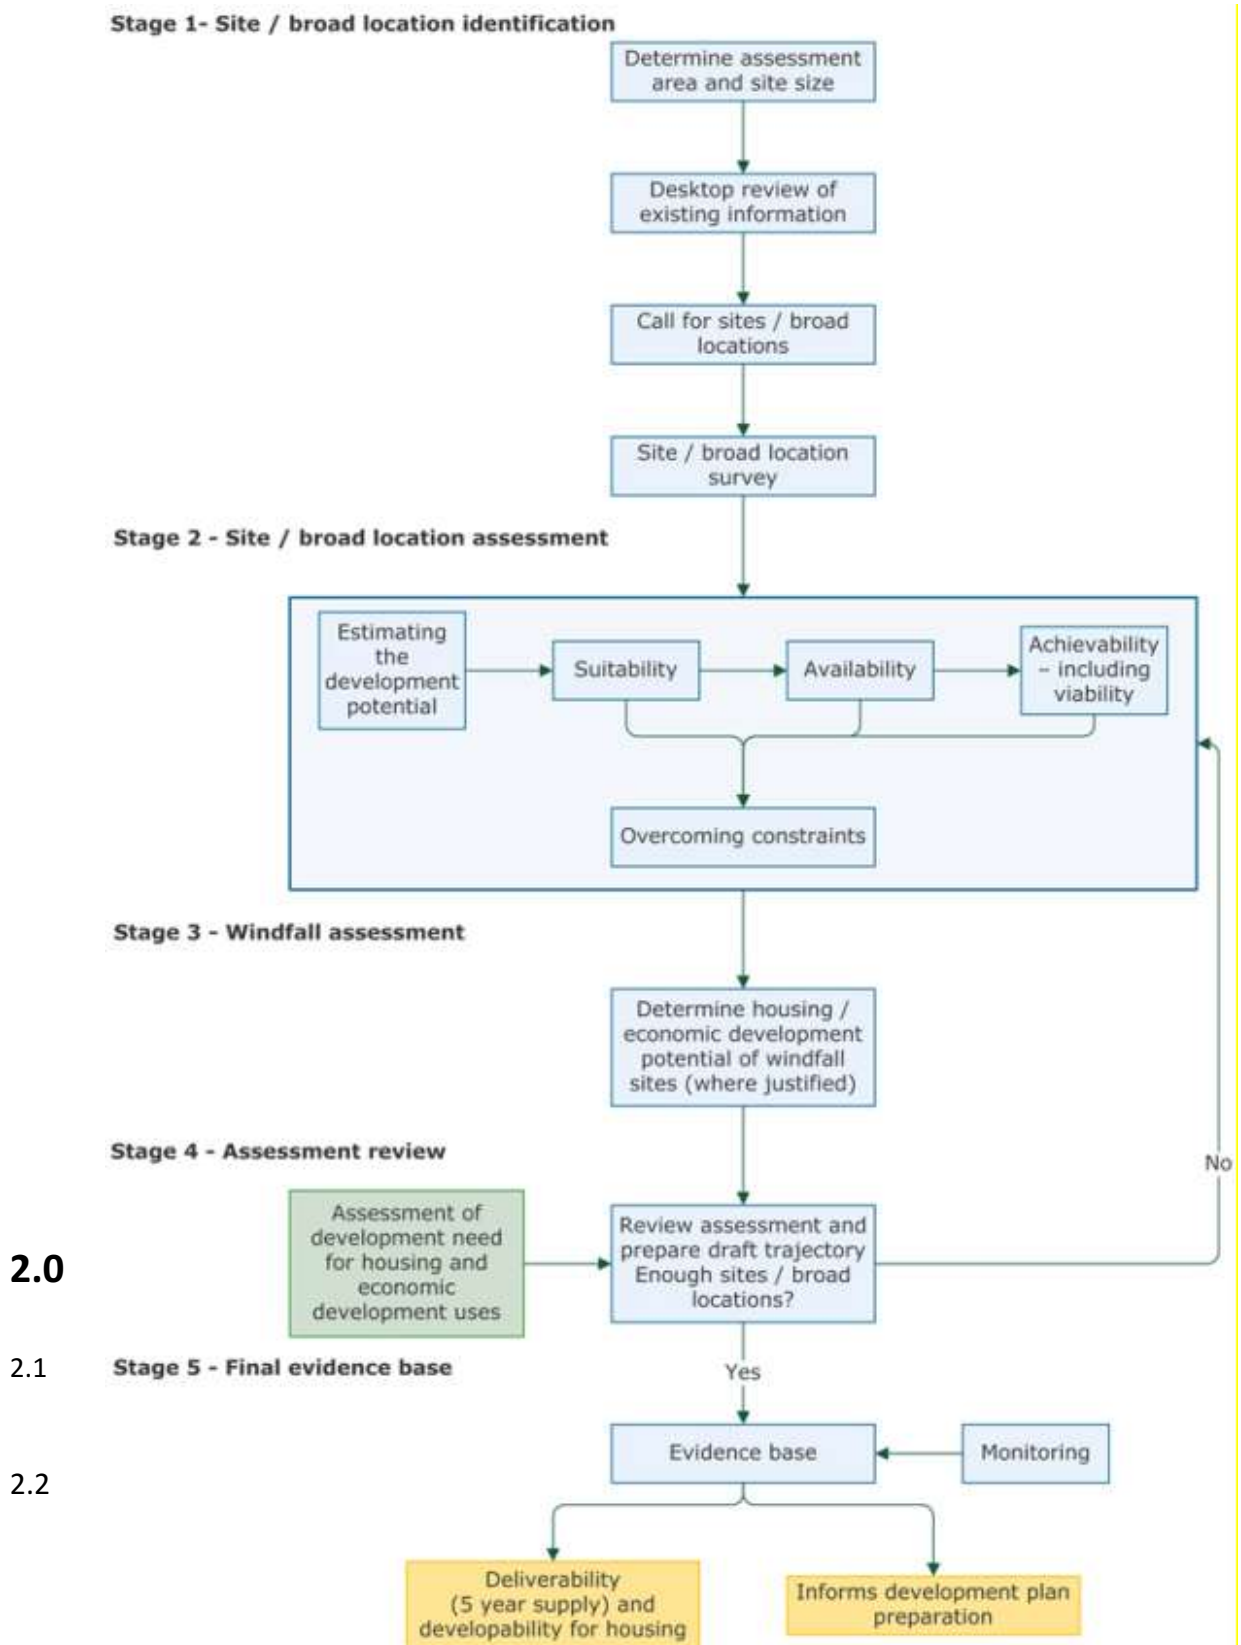 Stage 1- Site / broad location identification
Determine assessment
area and site size
Desktop review of
existing information
Call for sites / broad
locations
Site / broad location
survey
Stage 2 - Site / broad location assessment
Estimating
the
development
potential
Suitability
Availability
Achievability
– including
viability
Overcoming constraints
Stage 3 - Windfall assessment
Determine housing /
economic development
potential of windfall
sites (where justified)
Stage 4 - Assessment review
No
Assessment of
development need
for housing and
economic
development uses
Review assessment and
prepare draft trajectory
Enough sites / broad
locations?
2.0
2.1
Stage 5 - Final evidence base
Yes
Evidence base
Monitoring
2.2
Deliverability
(5 year supply) and
developability for housing
Informs development plan
preparation